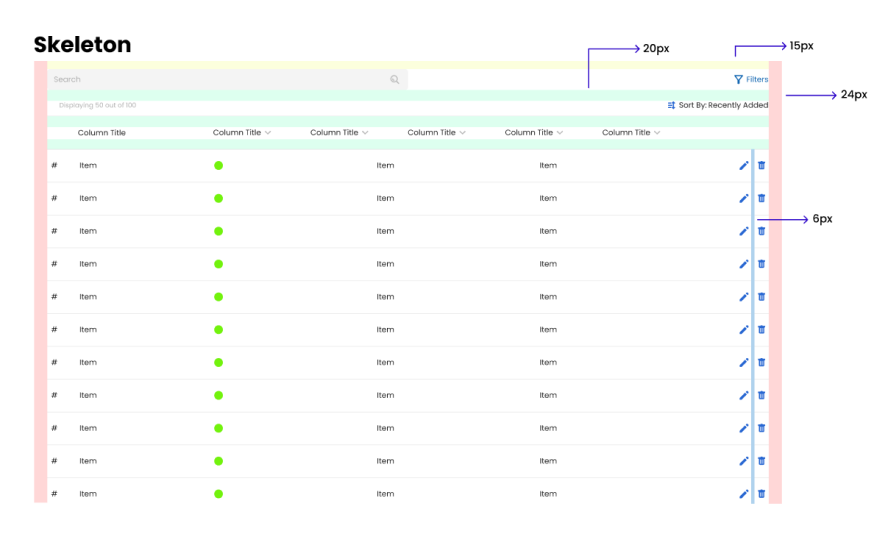 Skeleton
20px
15px
Search
Filters
24px
Displaying 50 out of 100
Sort By: Recently Added
Column Title Column Title Column Title Column Title Column Title Column Title
# Item Item Item
# Item Item Item
6px
# Item Item Item
# Item Item Item
# Item Item Item
# Item Item Item
# Item Item Item
# Item Item Item
# Item Item Item
# Item Item Item
# Item Item Item